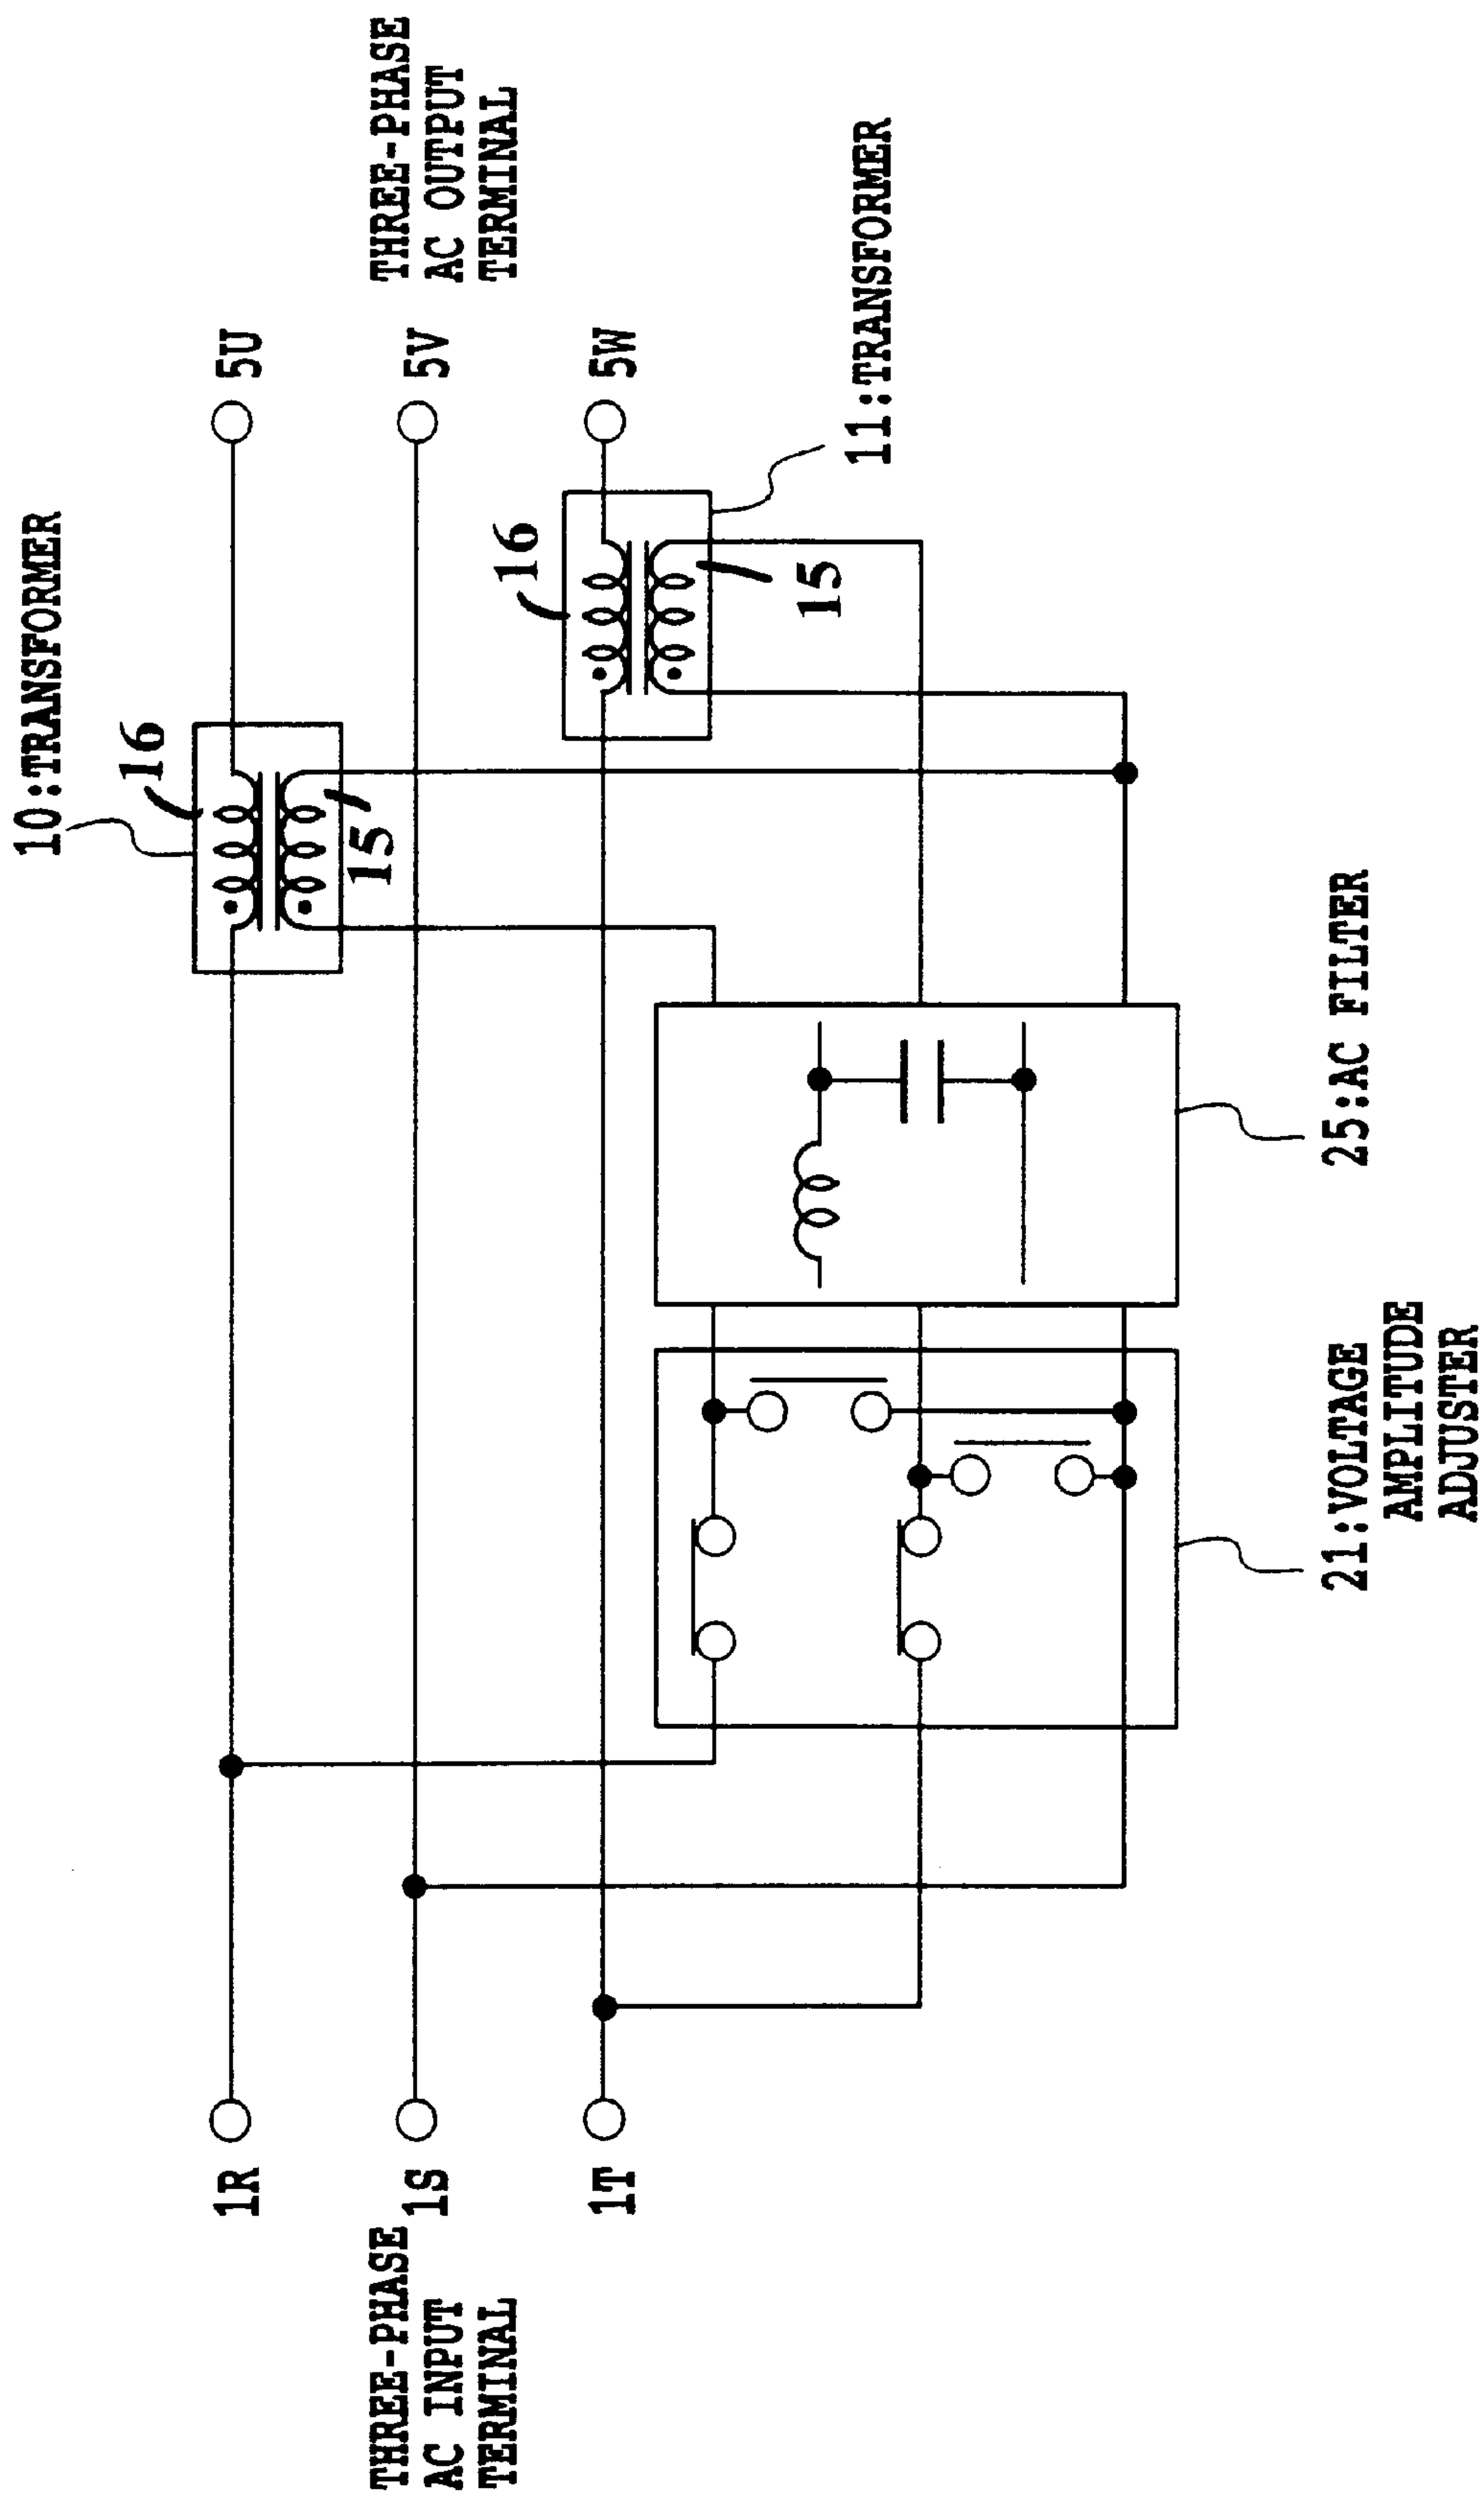 10:TRANSFORMER
16
15
5U
5V
5W
THREE-PHASE
AC OUTPUT
TERMINAL
16
15
11:TRANSFORMER
1R
1S
1T
THREE-PHASE
AC INPUT
TERMINAL
21:VOLTAGE
AMPLITUDE
ADJUSTER
25:AC FILTER